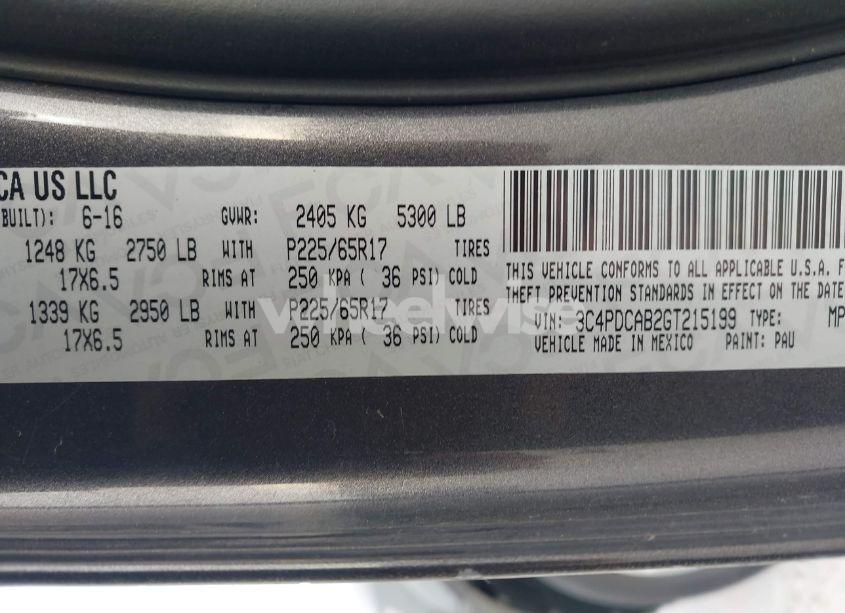 CA US LLC
BUILT): 6-16 GVWR: 2405 KG 5300 LB
1248 KG 2750 LB WITH P225/65R17 TIRES
17X6.5 RIMS AT 250 KPA ( 36 PSI) COLD
1339 KG 2950 LB WITH P225/65R17 TIRES
17X6.5 RIMS AT 250 KPA ( 36 PSI) COLD
THIS VEHICLE CONFORMS TO ALL APPLICABLE U.S.A. F
THEFT PREVENTION STANDARDS IN EFFECT ON THE DATE
VIN: 3C4PDCAB2GT215199 TYPE: MP
VEHICLE MADE IN MEXICO PAINT: PAU
wheelwise